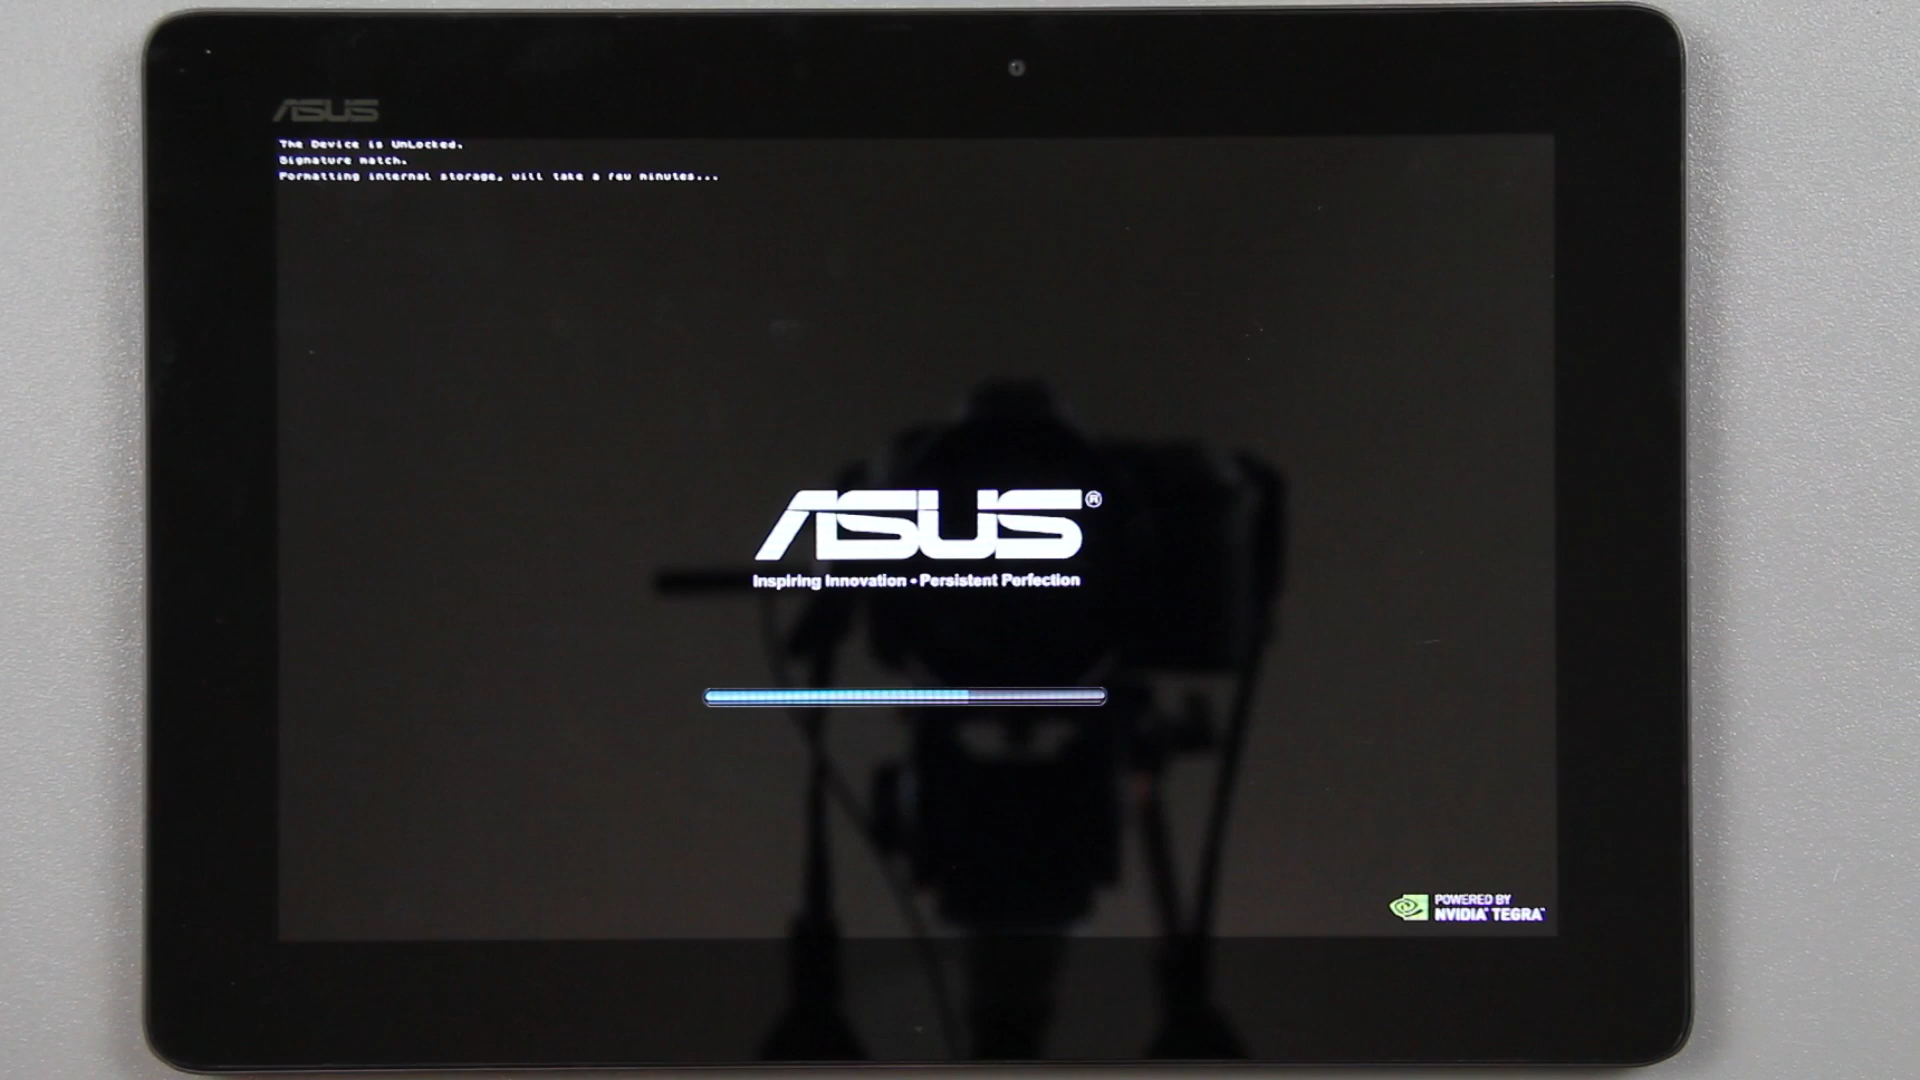 ASUS
The Device is UnLocked.
Signature match.
Formatting internal storage, will take a few minutes...
ASUS®
Inspiring Innovation • Persistent Perfection
POWERED BY
NVIDIA® TEGRA™